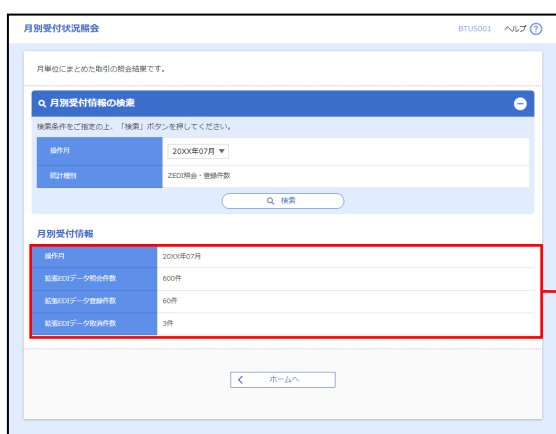 月別受付状況照会
BTUS001 ヘルプ ?
月単位にまとめた取引の照会結果です。
月別受付情報の検索
検索条件をご指定の上、「検索」ボタンを押してください。
操作月 20XX年07月 ▼
統計種別 ZEDI照会・登録件数
検索
月別受付情報
操作月 20XX年07月
拡張EDIデータ照会件数 600件
拡張EDIデータ登録件数 60件
拡張EDIデータ取消件数 3件
ホームへ